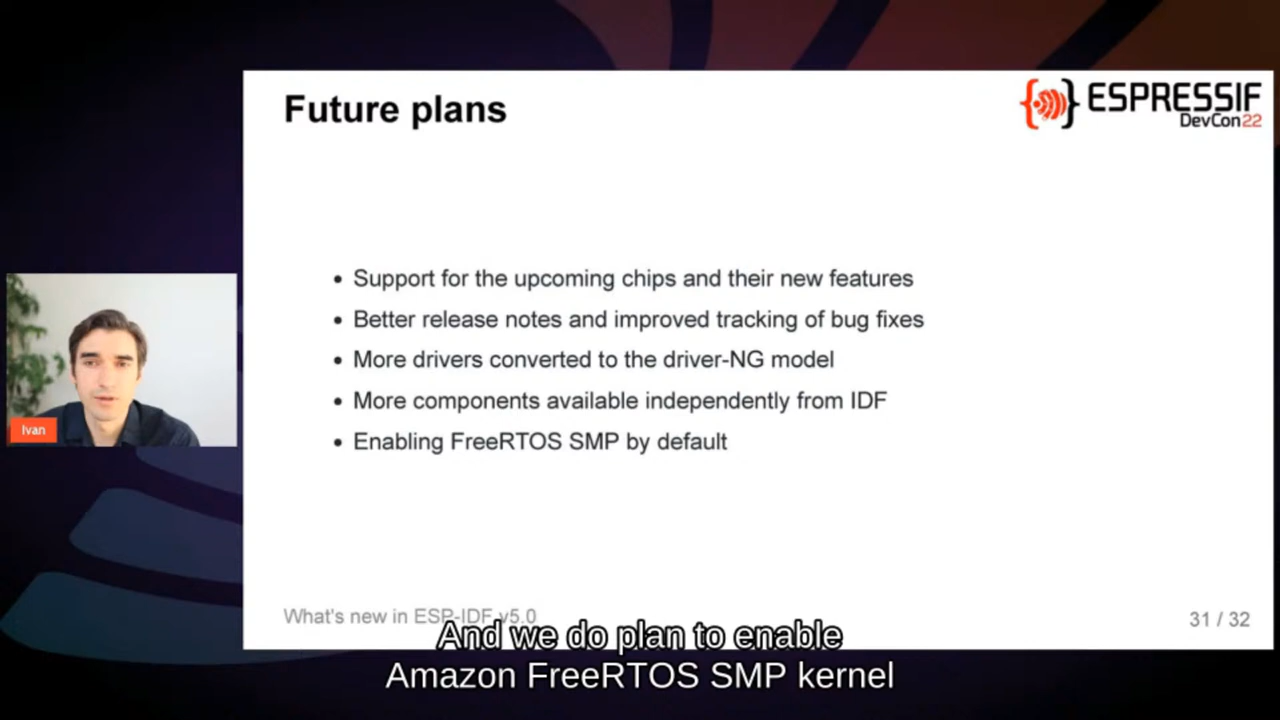 Future plans
ESPRESSIF
DevCon22
• Support for the upcoming chips and their new features
• Better release notes and improved tracking of bug fixes
• More drivers converted to the driver-NG model
• More components available independently from IDF
• Enabling FreeRTOS SMP by default
Ivan
What's new in ESP-IDF v5.0
31 / 32
And we do plan to enable
Amazon FreeRTOS SMP kernel